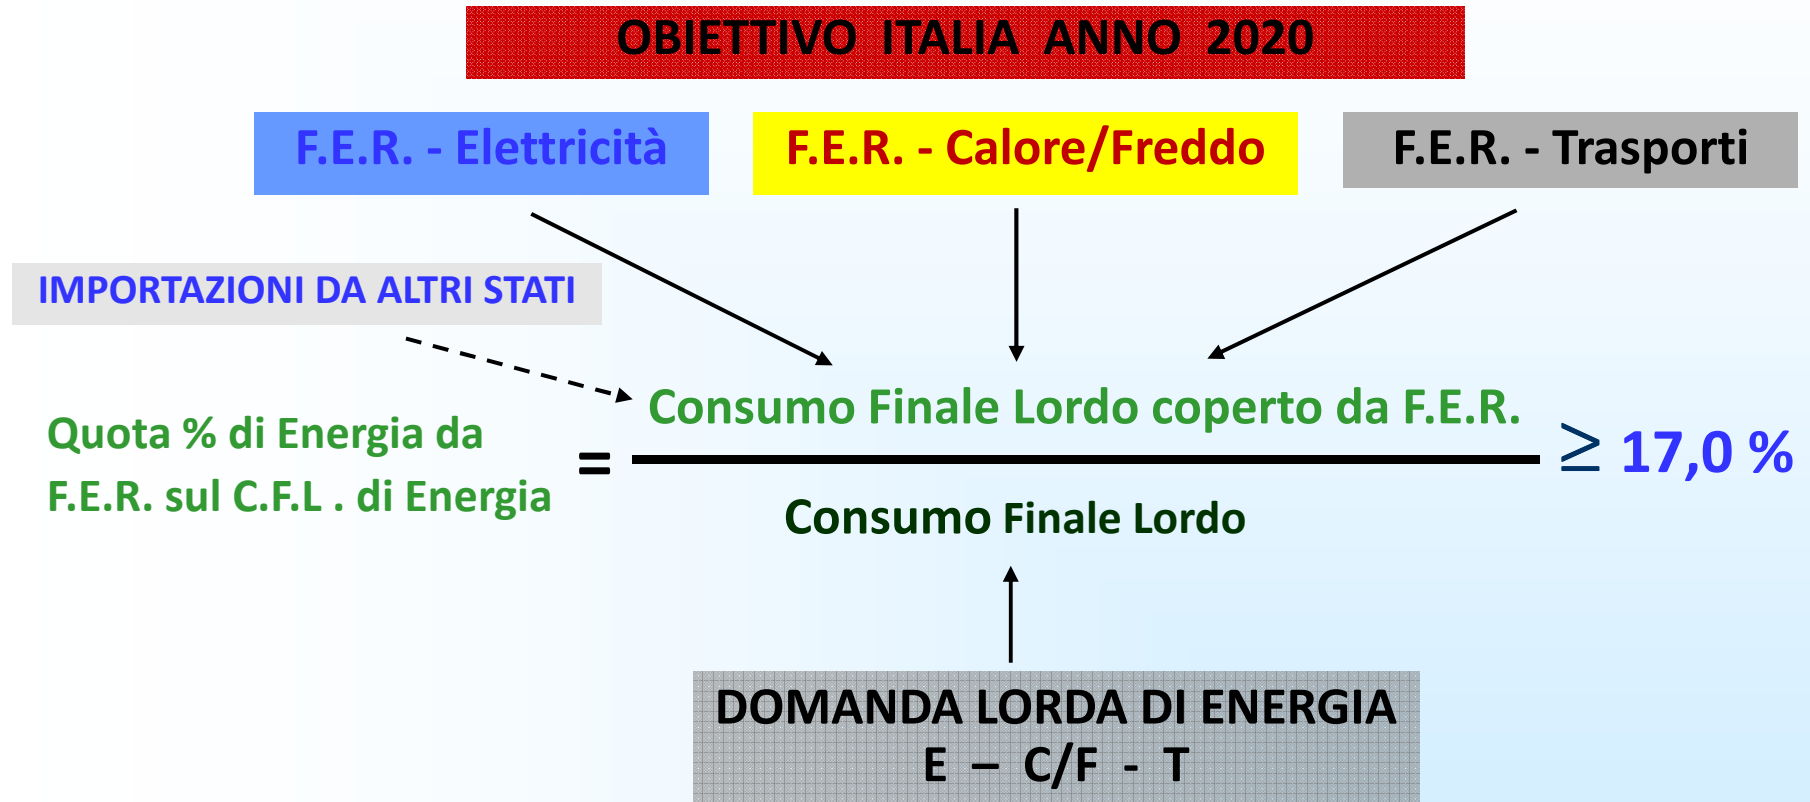 OBIETTIVO ITALIA ANNO 2020
F.E.R. - Elettricità
F.E.R. - Calore/Freddo
F.E.R. - Trasporti
IMPORTAZIONI DA ALTRI STATI
Quota % di Energia da
F.E.R. sul C.F.L . di Energia
=
Consumo Finale Lordo coperto da F.E.R.
Consumo Finale Lordo
≥ 17,0 %
DOMANDA LORDA DI ENERGIA
E – C/F - T